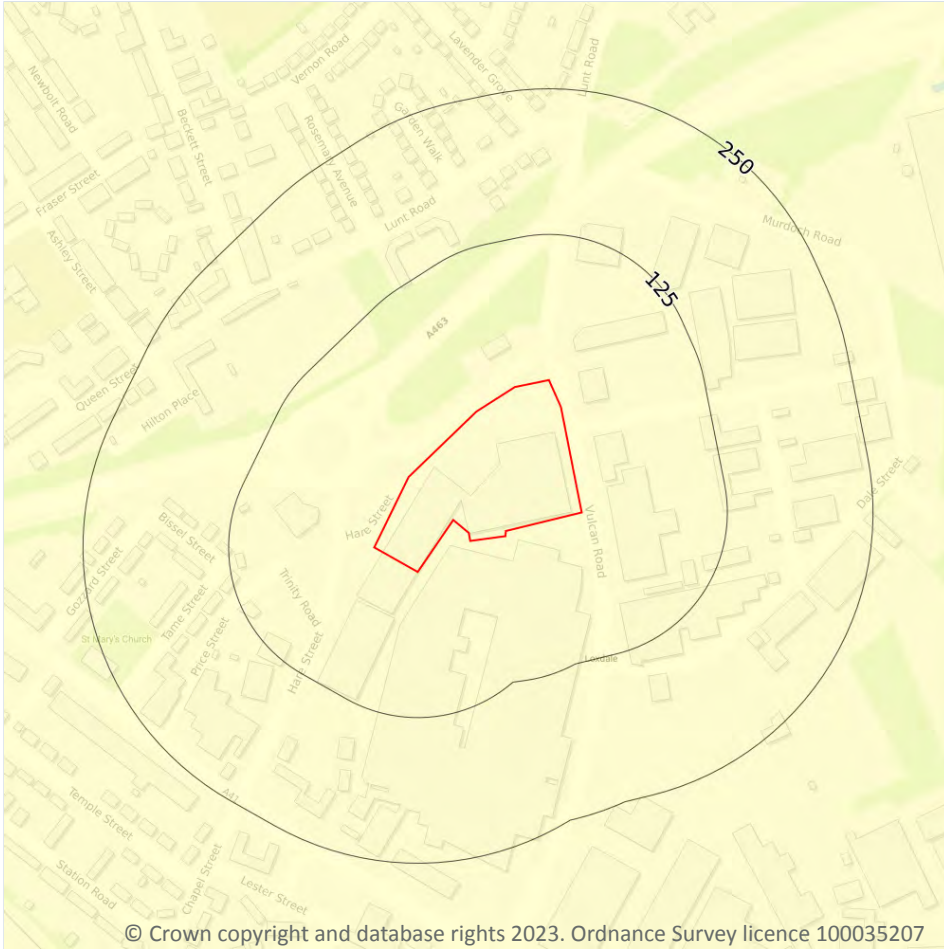 Newbolt Road
Vernon Road
Lavender Grove
Lunt Road
Beckett Street
Rosemary Avenue
Garden Walk
250
Fraser Street
Lunt Road
Murdoch Road
Ashley Street
125
A463
Queen Street
Hilton Place
Dale Street
Hare Street
Bissel Street
Vulcan Road
Gozzard Street
Trinity Road
Tame Street
St Mary's Church
Price Street
Hare Street
Loxdale
A41
Temple Street
Chapel Street
Station Road
Lester Street
© Crown copyright and database rights 2023. Ordnance Survey licence 100035207